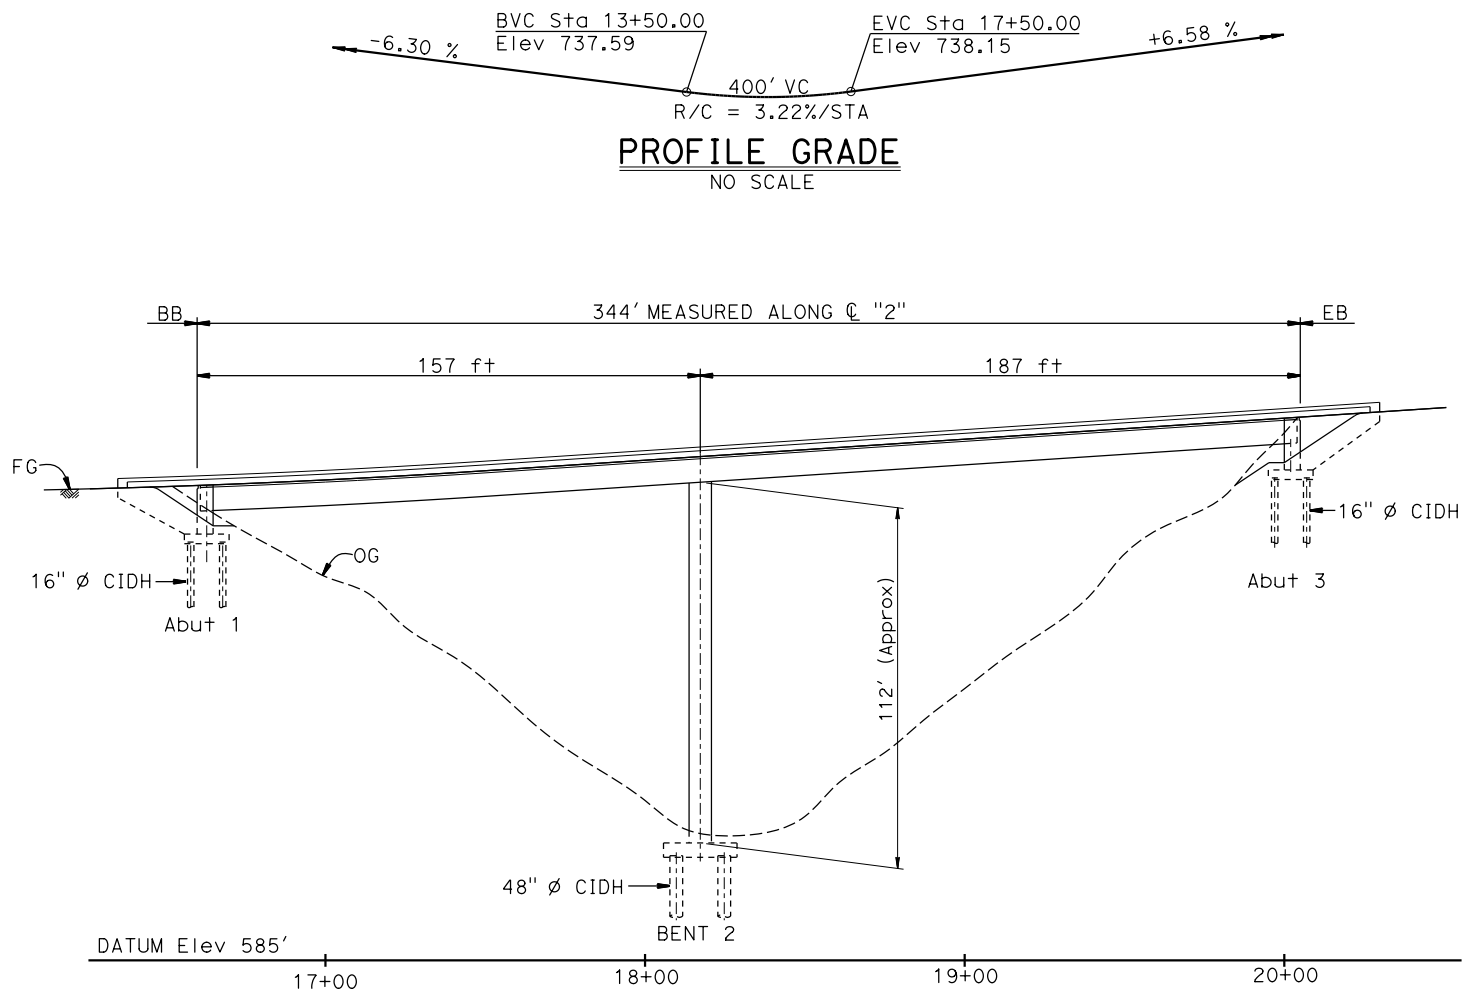 BVC Sta 13+50.00
Elev 737.59
EVC Sta 17+50.00
Elev 738.15
-6.30 %
+6.58 %
400' VC
R/C = 3.22%/STA
PROFILE GRADE
NO SCALE
BB
344' MEASURED ALONG ℄ "2"
EB
157 ft
187 ft
FG
OG
16" Ø CIDH
16" Ø CIDH
Abut 1
Abut 3
112' (Approx)
48" Ø CIDH
BENT 2
DATUM Elev 585'
17+00
18+00
19+00
20+00